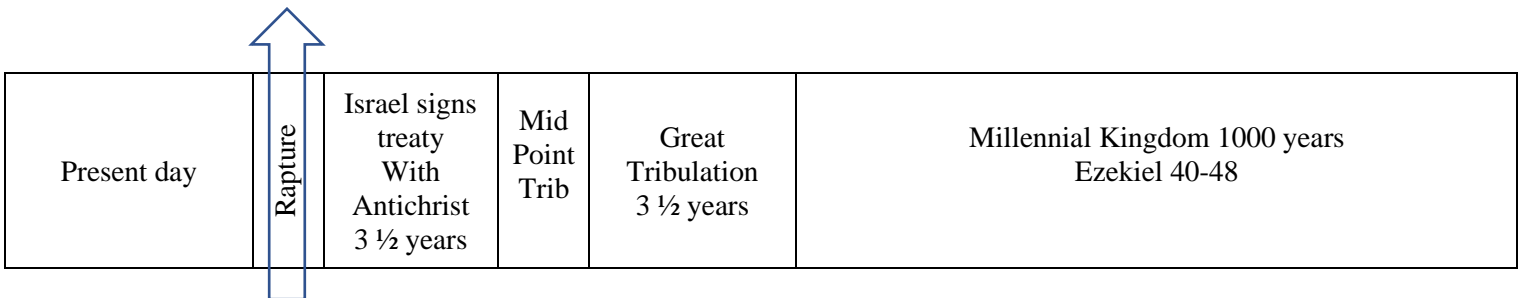 Present day
Rapture
Israel signs
treaty
With
Antichrist
3 ½ years
Mid
Point
Trib
Great
Tribulation
3 ½ years
Millennial Kingdom 1000 years
Ezekiel 40-48